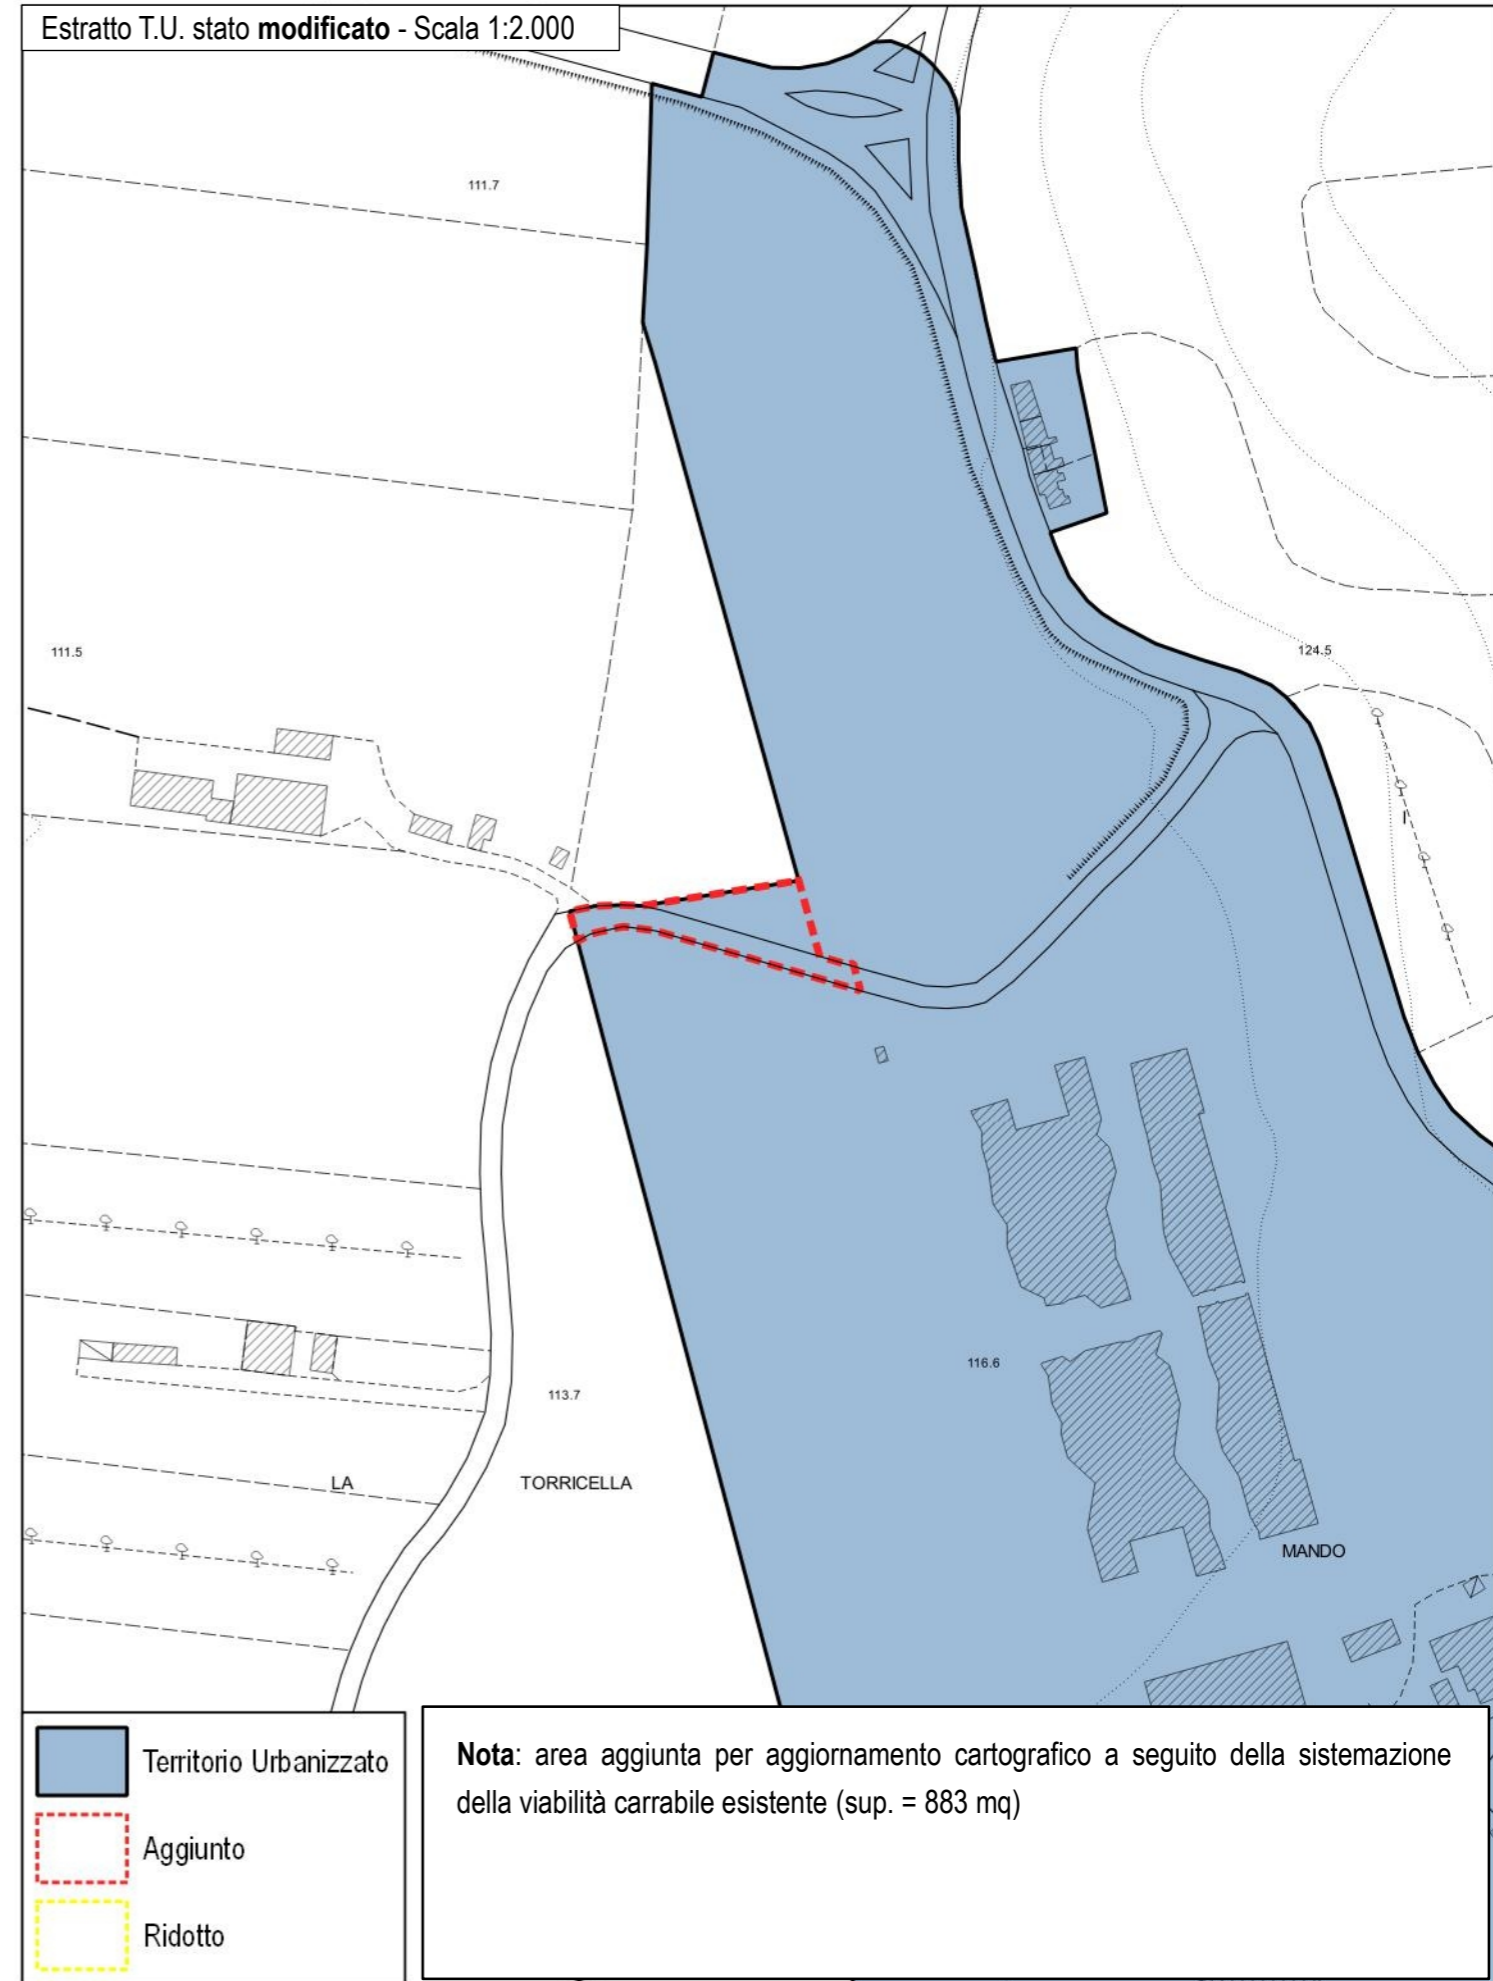 Estratto T.U. stato modificato - Scala 1:2.000
111.7
111.5
124.5
116.6
113.7
LA TORRICELLA
MANDO
Territorio Urbanizzato
Aggiunto
Ridotto
Nota: area aggiunta per aggiornamento cartografico a seguito della sistemazione
della viabilità carrabile esistente (sup. = 883 mq)